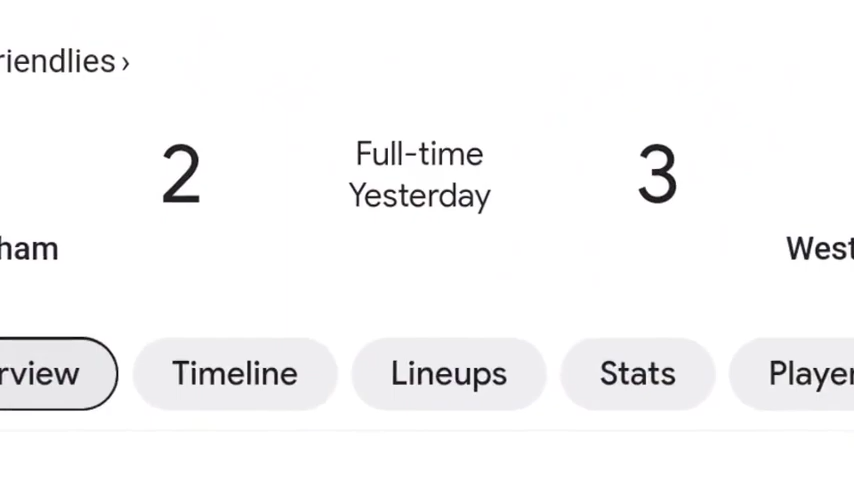 riendlies ›
2 Full-time 3
Yesterday
ham West
rview Timeline Lineups Stats Player